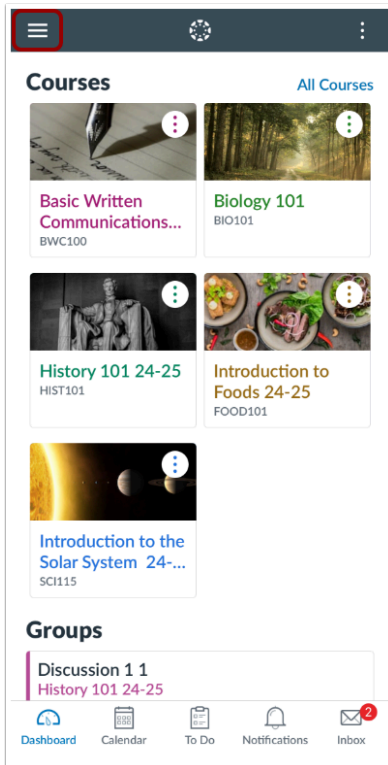 Courses
All Courses
Basic Written
Communications...
BWC100
Biology 101
BIO101
History 101 24-25
HIST101
Introduction to
Foods 24-25
FOOD101
Introduction to the
Solar System 24-...
SCI115
Groups
Discussion 1 1
History 101 24-25
2
Dashboard
Calendar
To Do
Notifications
Inbox